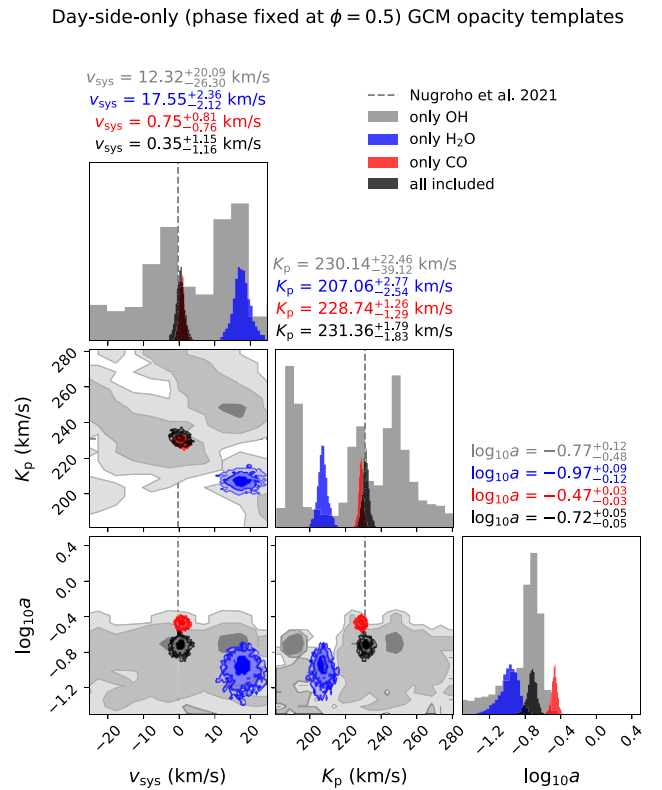 Day-side-only (phase fixed at ϕ = 0.5) GCM opacity templates
v_sys = 12.32^{+20.09}_{−26.30} km/s
v_sys = 17.55^{+2.36}_{−2.12} km/s
v_sys = 0.75^{+0.81}_{−0.76} km/s
v_sys = 0.35^{+1.15}_{−1.16} km/s
Nugroho et al. 2021
only OH
only H₂O
only CO
all included
K_p = 230.14^{+22.46}_{−39.12} km/s
K_p = 207.06^{+2.77}_{−2.54} km/s
K_p = 228.74^{+1.26}_{−1.29} km/s
K_p = 231.36^{+1.79}_{−1.83} km/s
280
260
240
220
200
K_p (km/s)
log₁₀a = −0.77^{+0.12}_{−0.48}
log₁₀a = −0.97^{+0.09}_{−0.12}
log₁₀a = −0.47^{+0.03}_{−0.03}
log₁₀a = −0.72^{+0.05}_{−0.05}
0.4
0.0
−0.4
−0.8
−1.2
log₁₀a
−20 −10 0 10 20
v_sys (km/s)
200 220 240 260 280
K_p (km/s)
−1.2 −0.8 −0.4 0.0 0.4
log₁₀a